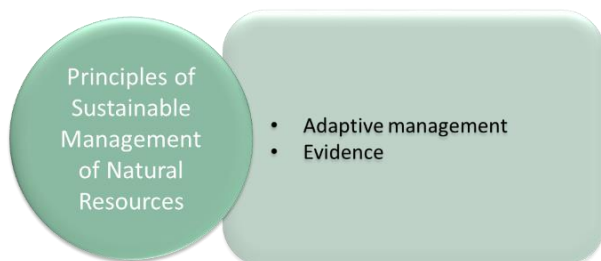 Principles of
Sustainable
Management
of Natural
Resources
• Adaptive management
• Evidence